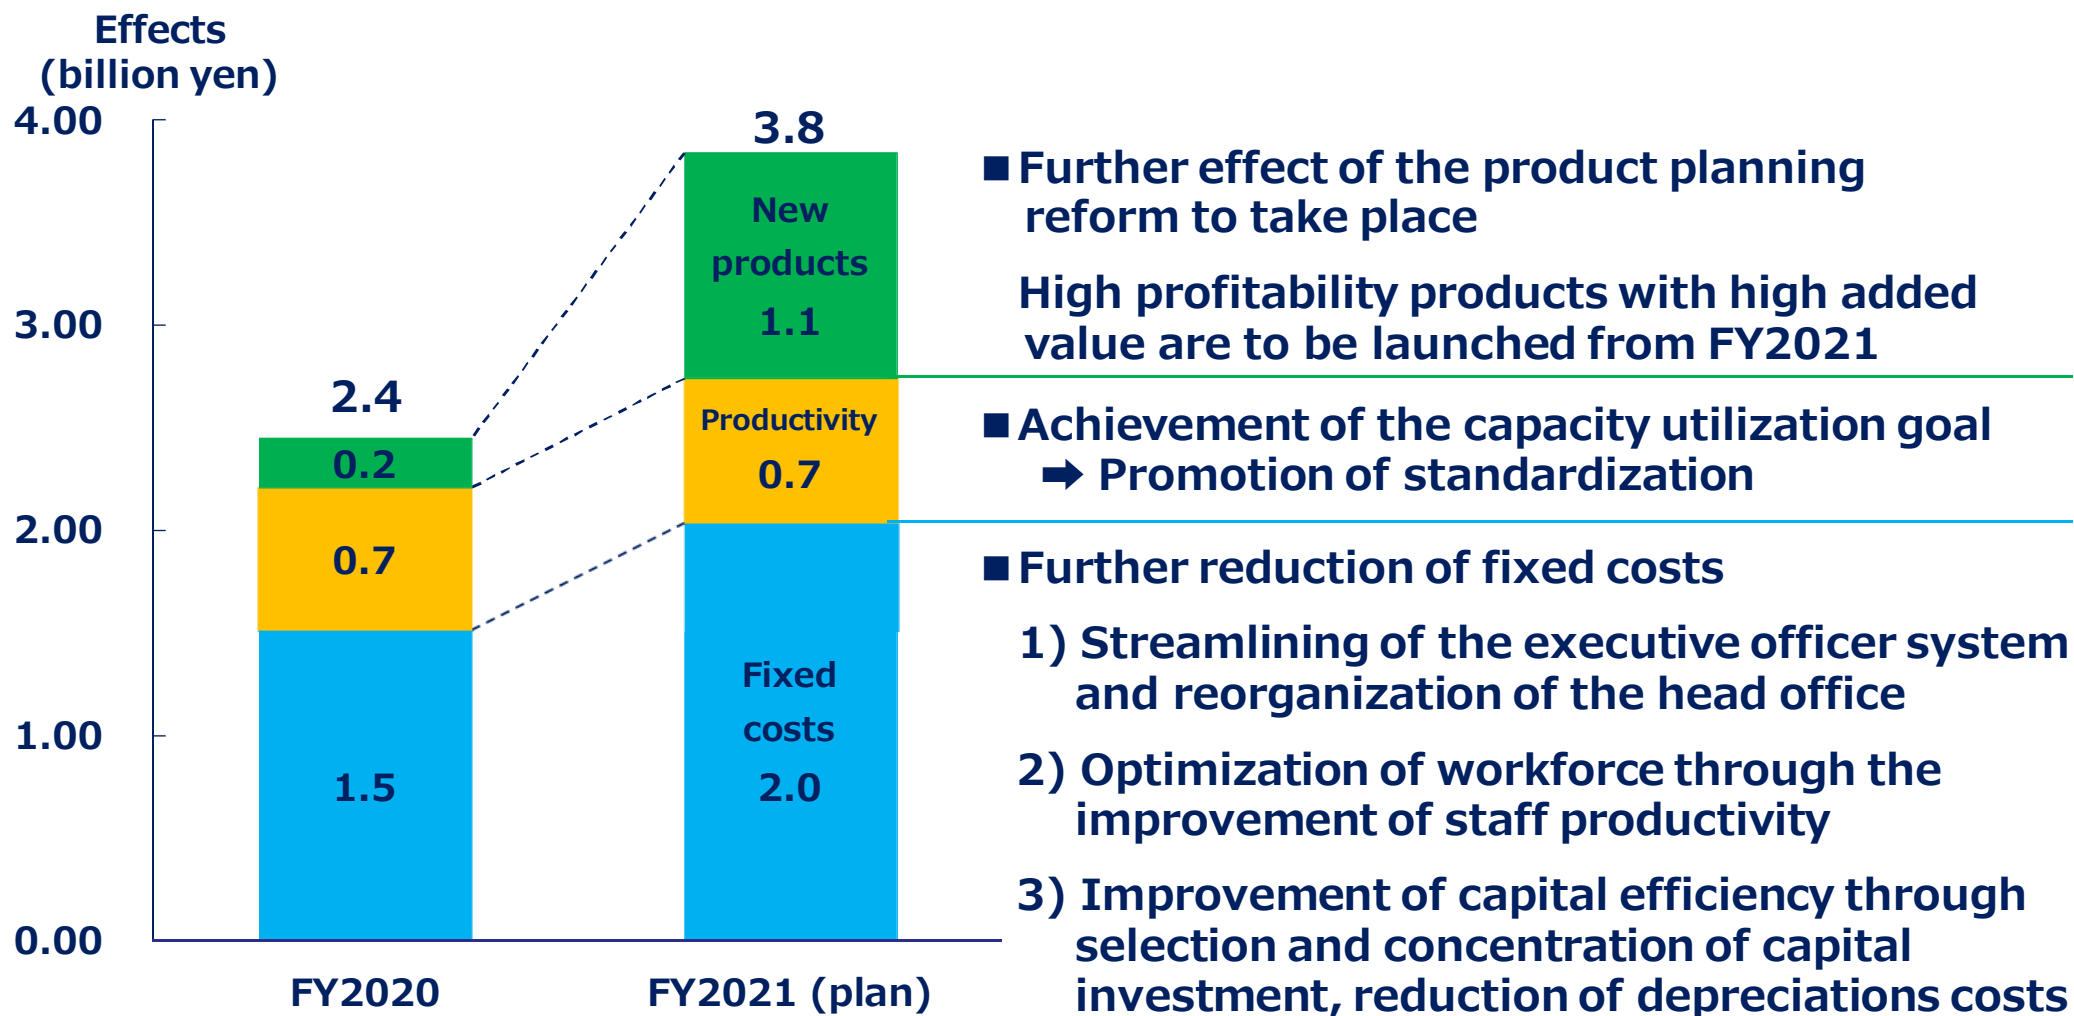 Effects
(billion yen)
4.00
3.00
2.00
1.00
0.00
2.4
0.2
0.7
1.5
FY2020
3.8
New
products
1.1
Productivity
0.7
Fixed
costs
2.0
FY2021 (plan)
■ Further effect of the product planning
reform to take place
High profitability products with high added
value are to be launched from FY2021
■ Achievement of the capacity utilization goal
➡ Promotion of standardization
■ Further reduction of fixed costs
1) Streamlining of the executive officer system
and reorganization of the head office
2) Optimization of workforce through the
improvement of staff productivity
3) Improvement of capital efficiency through
selection and concentration of capital
investment, reduction of depreciations costs